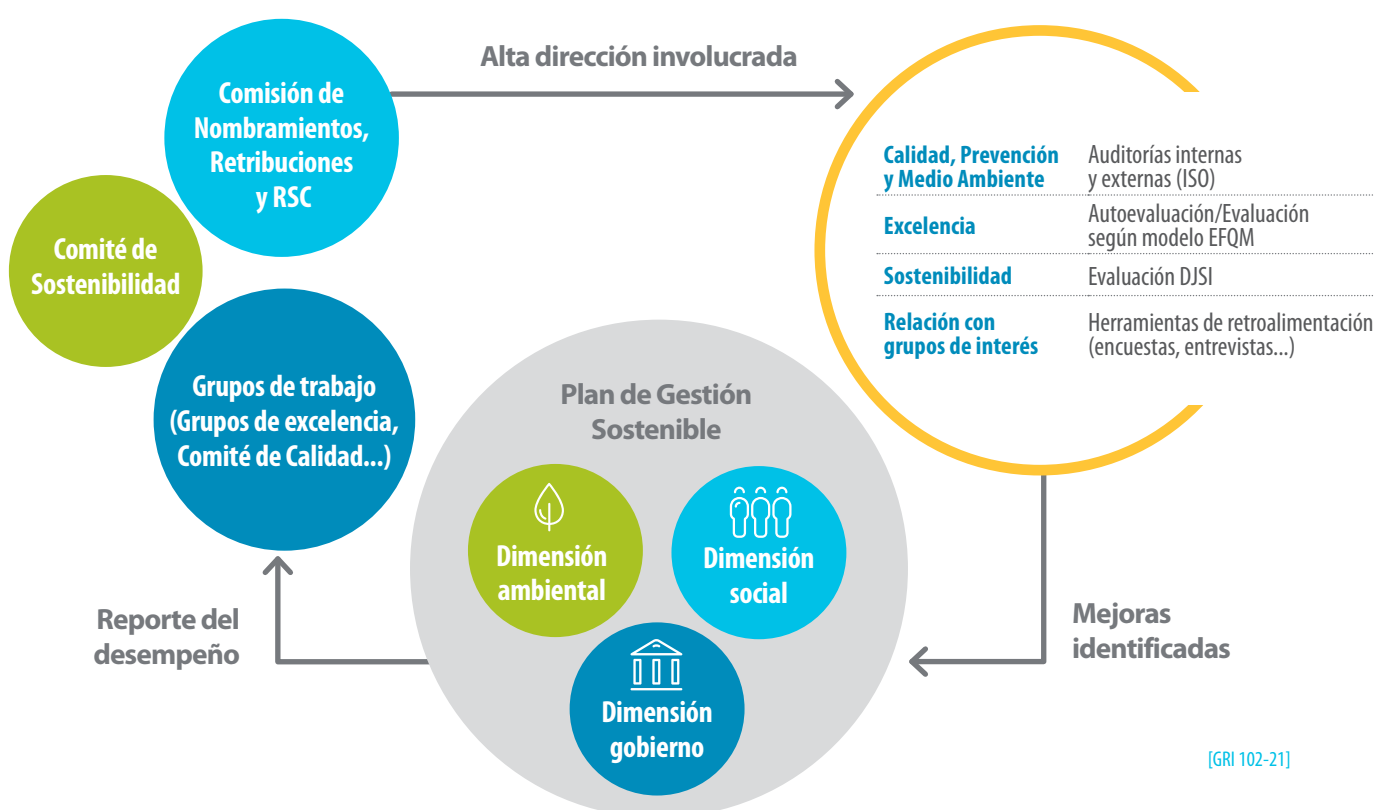 Alta dirección involucrada
Comisión de
Nombramientos,
Retribuciones
y RSC
Comité de
Sostenibilidad
Grupos de trabajo
(Grupos de excelencia,
Comité de Calidad...)
Calidad, Prevención
y Medio Ambiente
Auditorías internas
y externas (ISO)
Excelencia
Autoevaluación/Evaluación
según modelo EFQM
Sostenibilidad
Evaluación DJSI
Relación con
grupos de interés
Herramientas de retroalimentación
(encuestas, entrevistas...)
Plan de Gestión
Sostenible
Dimensión
ambiental
Dimensión
social
Dimensión
gobierno
Reporte del
desempeño
Mejoras
identificadas
[GRI 102-21]